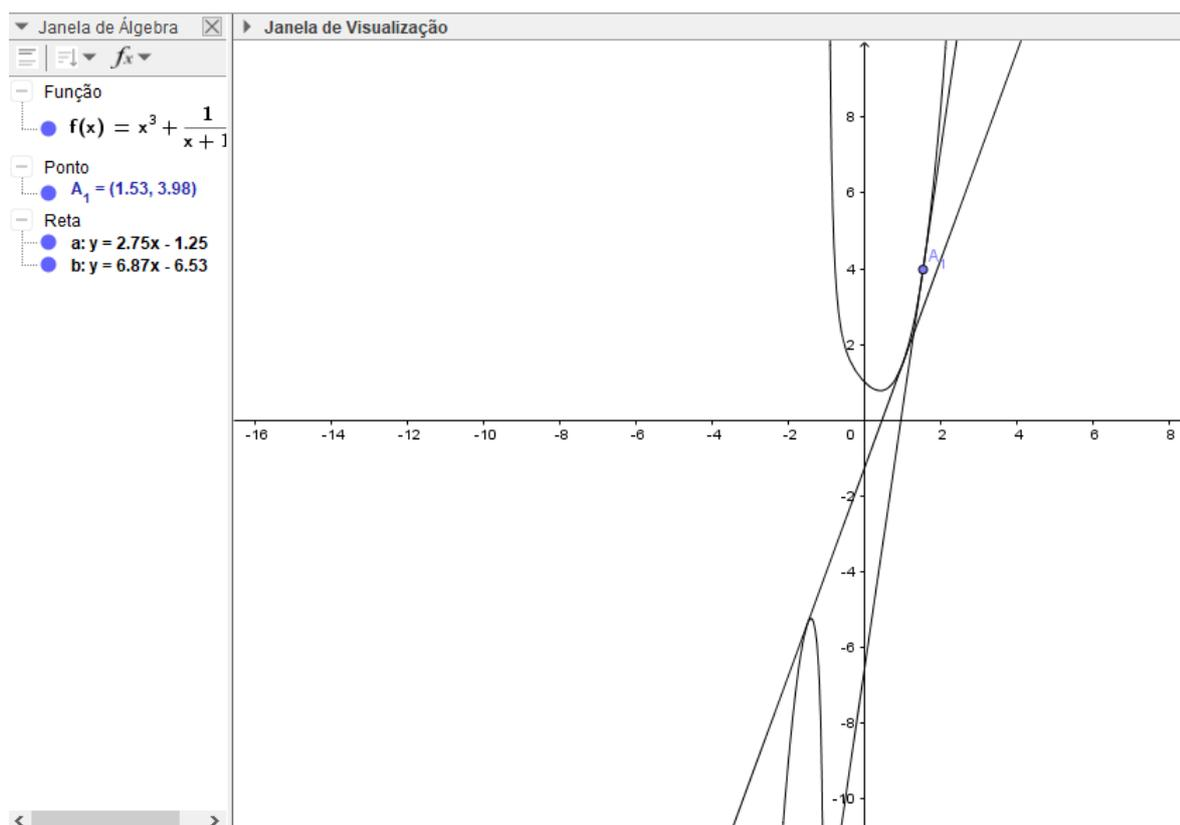 Janela de Álgebra
Janela de Visualização
fx
Função
f(x) = x³ + 1/(x + 1
Ponto
A₁ = (1.53, 3.98)
Reta
a: y = 2.75x - 1.25
b: y = 6.87x - 6.53
8
6
A₁
4
2
-16 -14 -12 -10 -8 -6 -4 -2 0 2 4 6 8
-2
-4
-6
-8
-10